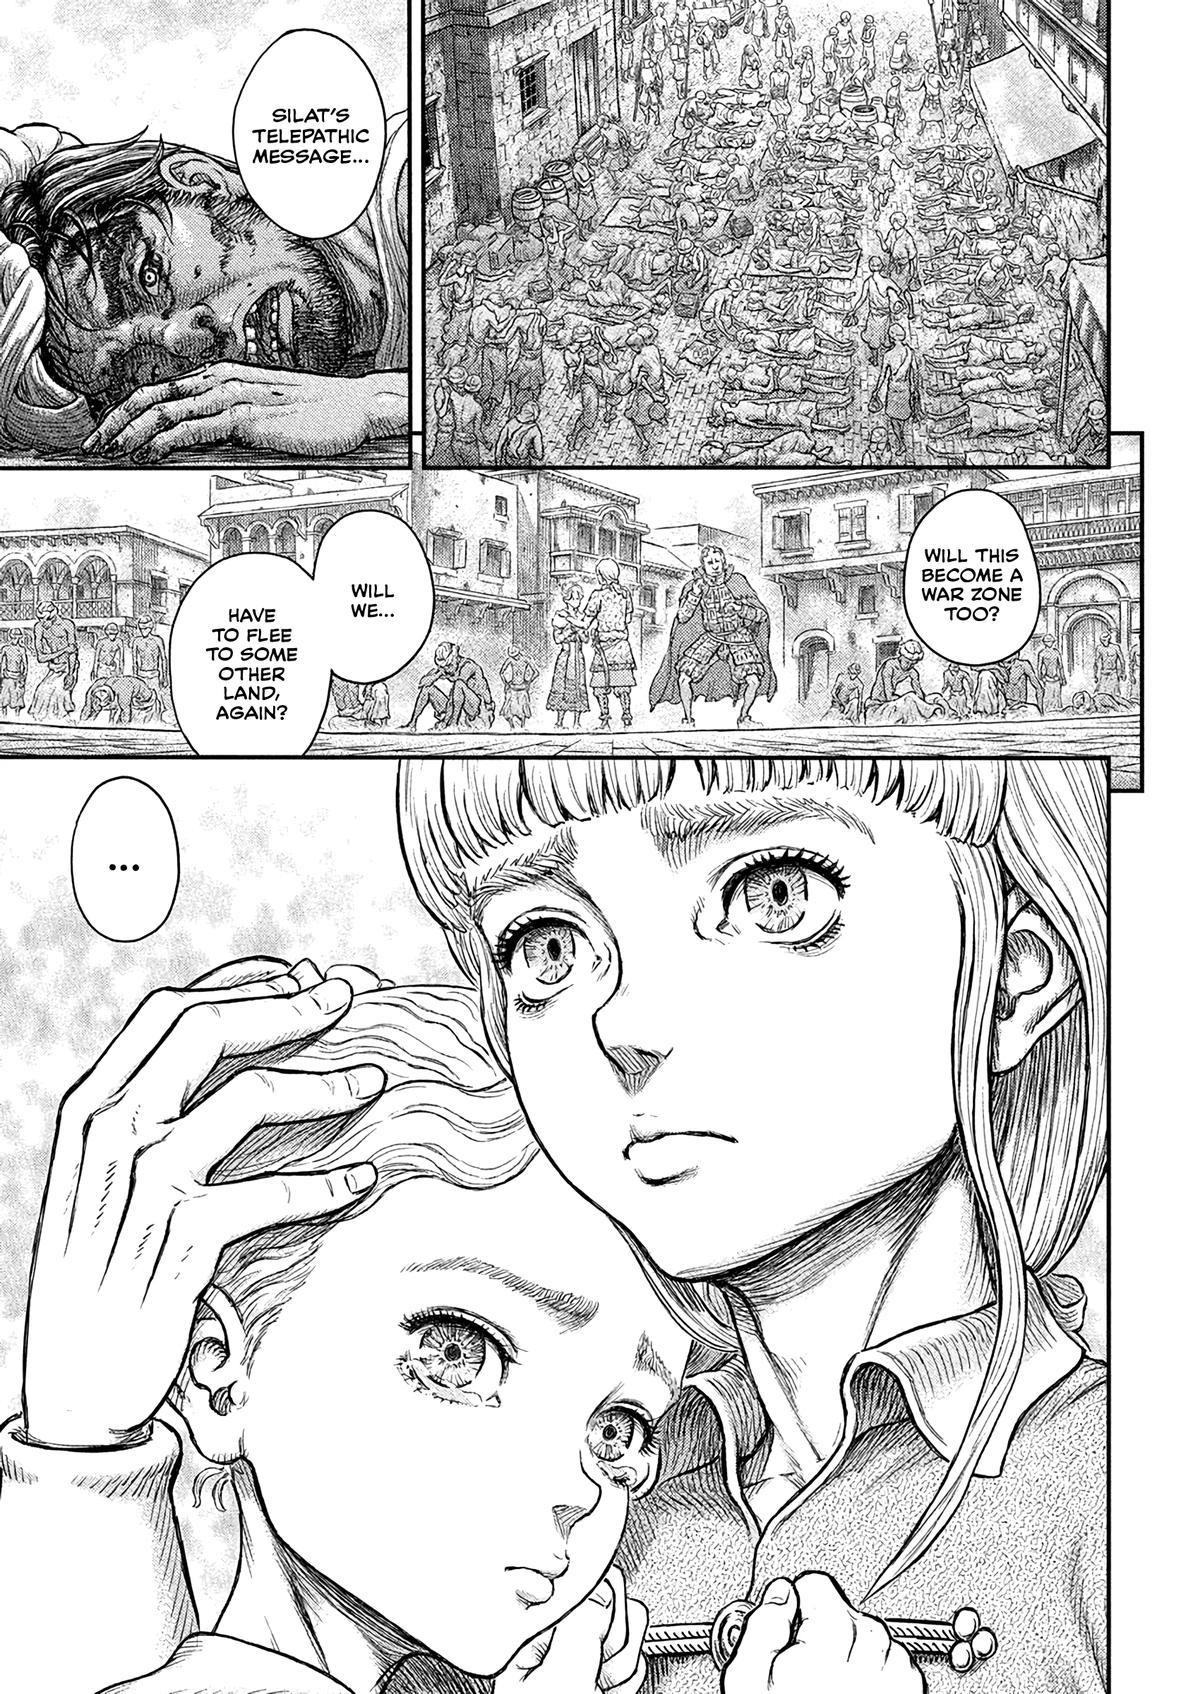 SILAT'S
TELEPATHIC
MESSAGE...
WILL THIS
BECOME A
WAR ZONE
TOO?
WILL
WE...
HAVE
TO FLEE
TO SOME
OTHER
LAND,
AGAIN?
...